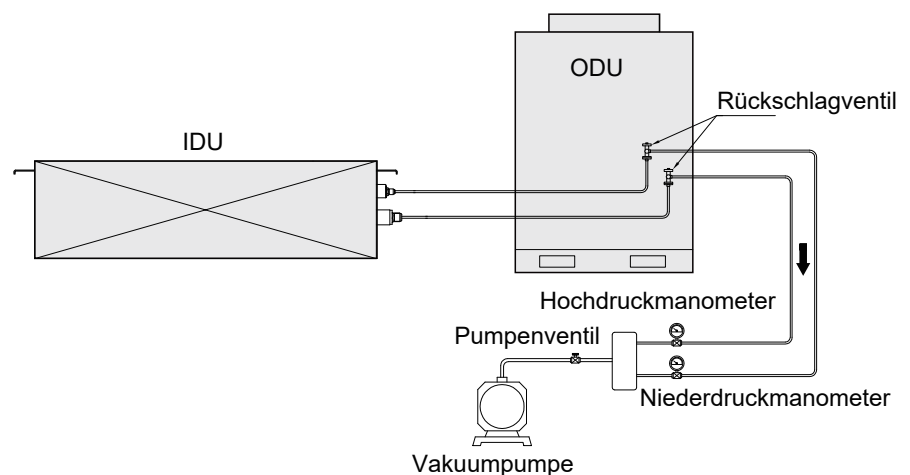 ODU
Rückschlagventil
IDU
Hochdruckmanometer
Pumpenventil
Niederdruckmanometer
Vakuumpumpe